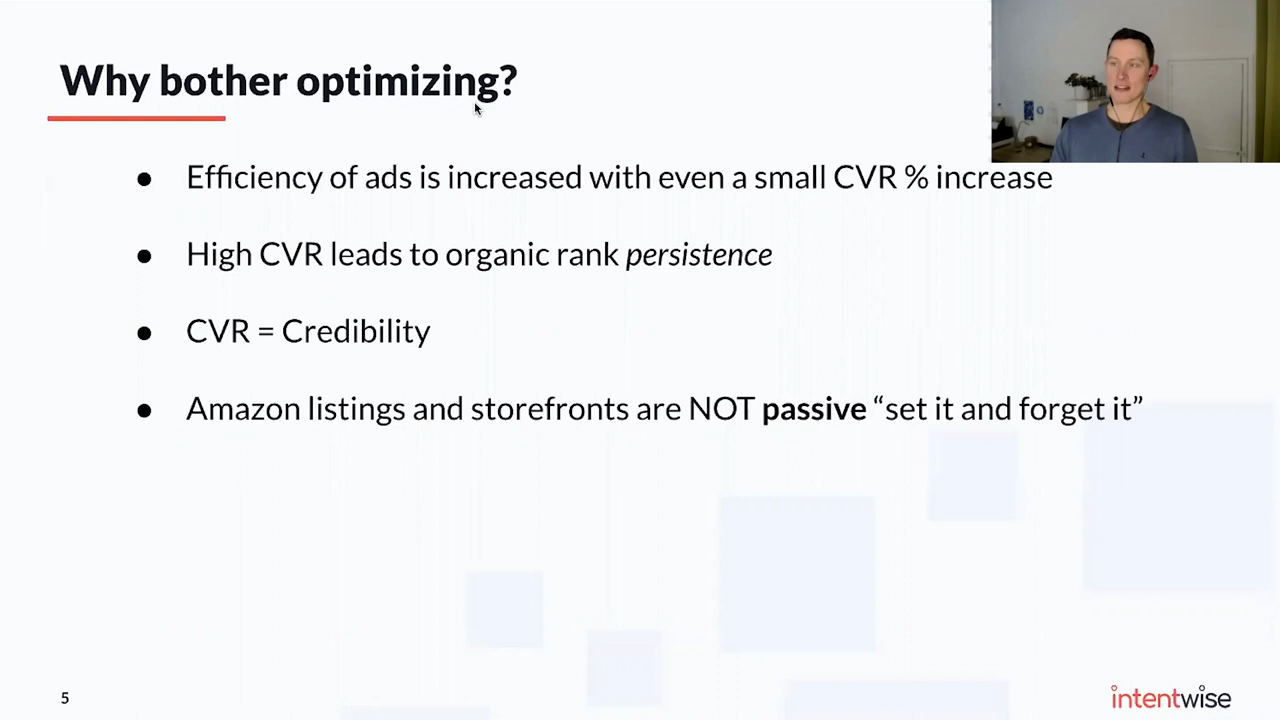 Why bother optimizing?
● Efficiency of ads is increased with even a small CVR % increase
● High CVR leads to organic rank persistence
● CVR = Credibility
● Amazon listings and storefronts are NOT passive “set it and forget it”
5
intentwise